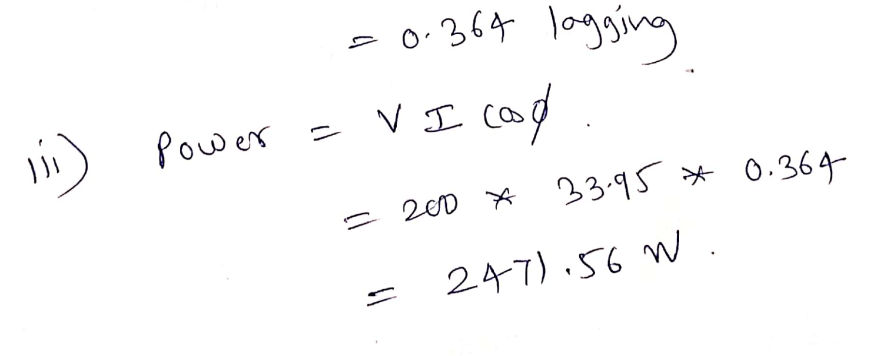 = 0.364 lagging.
iii) Power = V I cosφ.
= 200 * 33.95 * 0.364
= 2471.56 W.